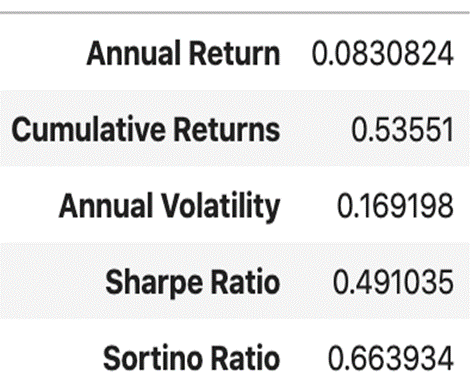 Annual Return 0.0830824
Cumulative Returns 0.53551
Annual Volatility 0.169198
Sharpe Ratio 0.491035
Sortino Ratio 0.663934